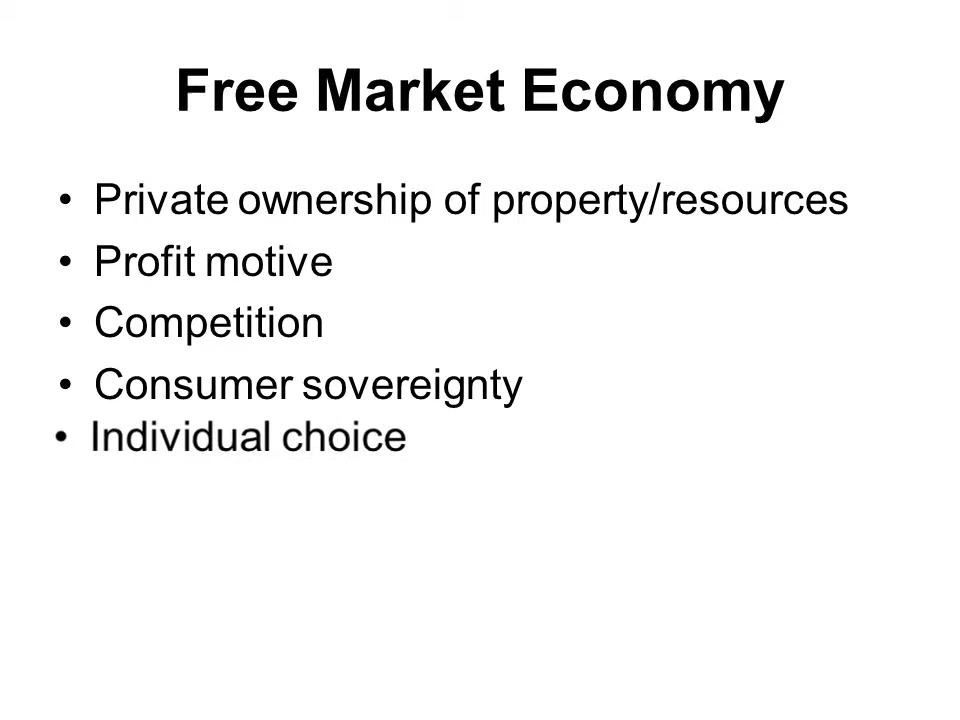 Free Market Economy
• Private ownership of property/resources
• Profit motive
• Competition
• Consumer sovereignty
• Individual choice